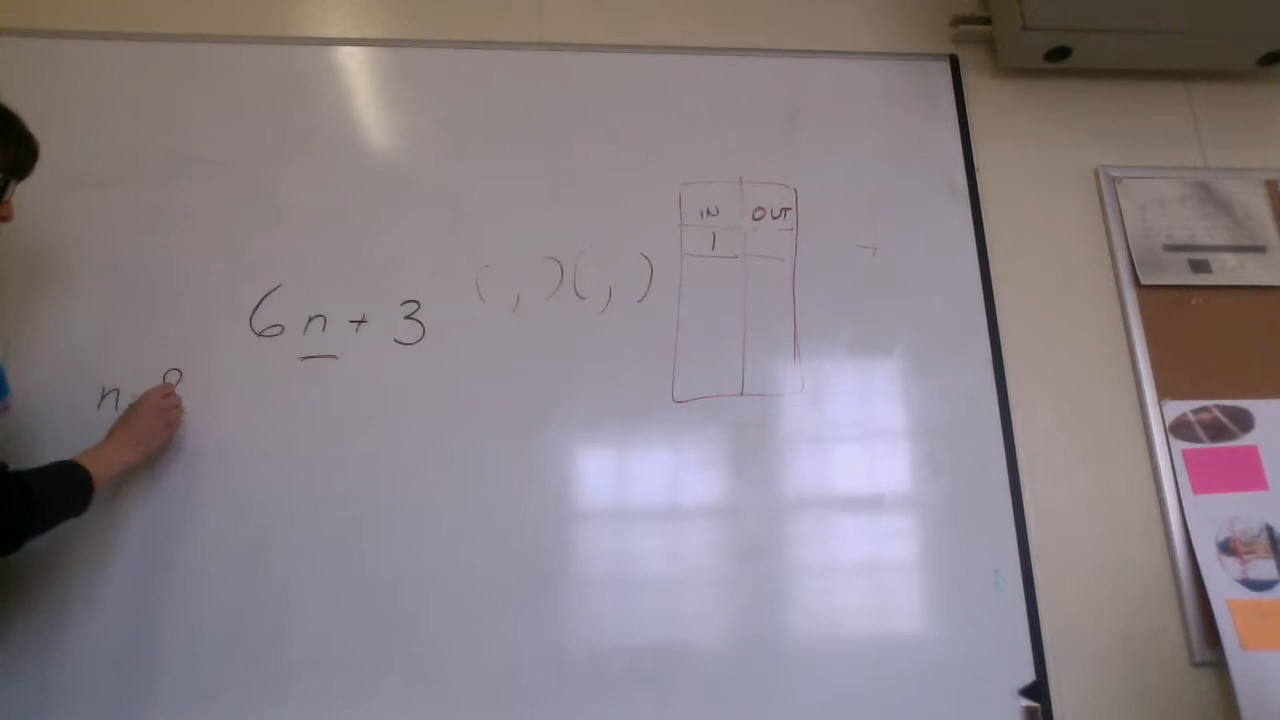 6n + 3
( , ) ( , )
IN OUT
1
n
+